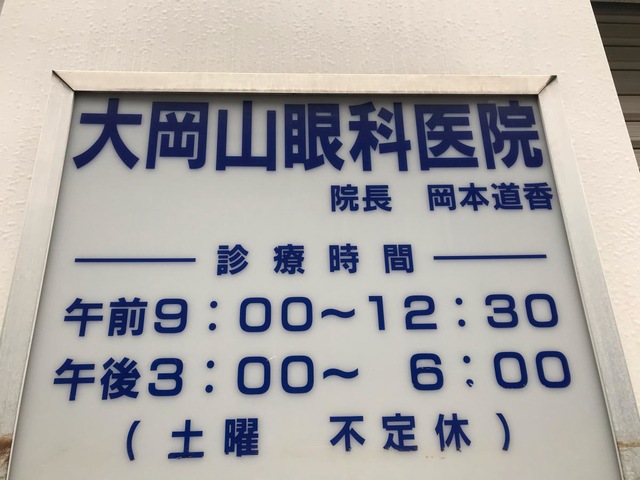 大岡山眼科医院
院長　岡本道香
診療時間
午前9：00〜12：30
午後3：00〜　6：00
(土曜　不定休)